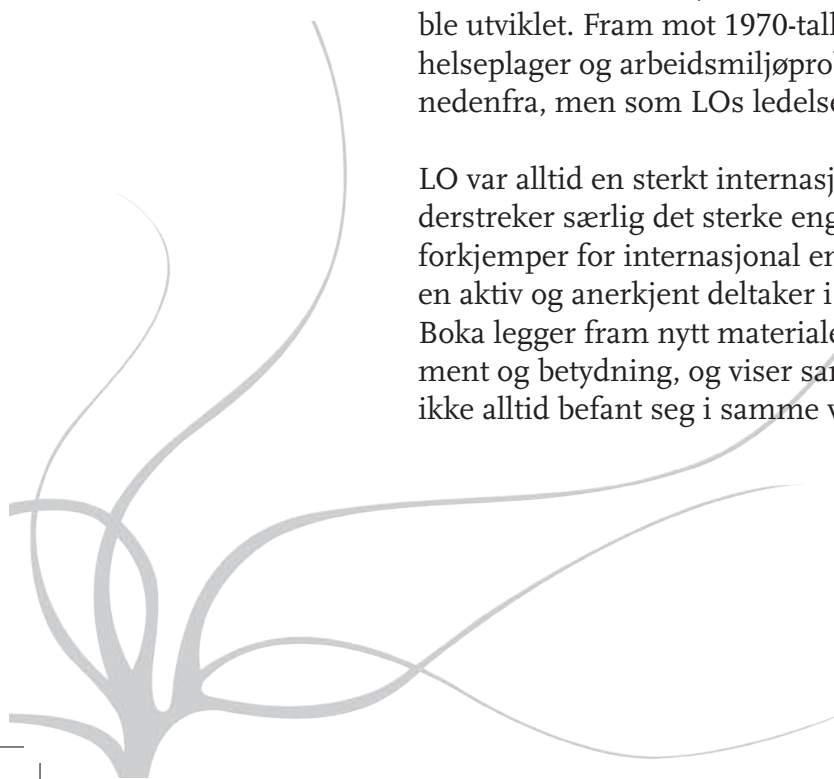 ble utviklet. Fram mot 1970-tall
helseplager og arbeidsmiljøpro
nedenfra, men som LOs ledelse
LO var alltid en sterkt internasj
derstreker særlig det sterke eng
forkjemper for internasjonal en
en aktiv og anerkjent deltaker i
Boka legger fram nytt materiale
ment og betydning, og viser sa
ikke alltid befant seg i samme v